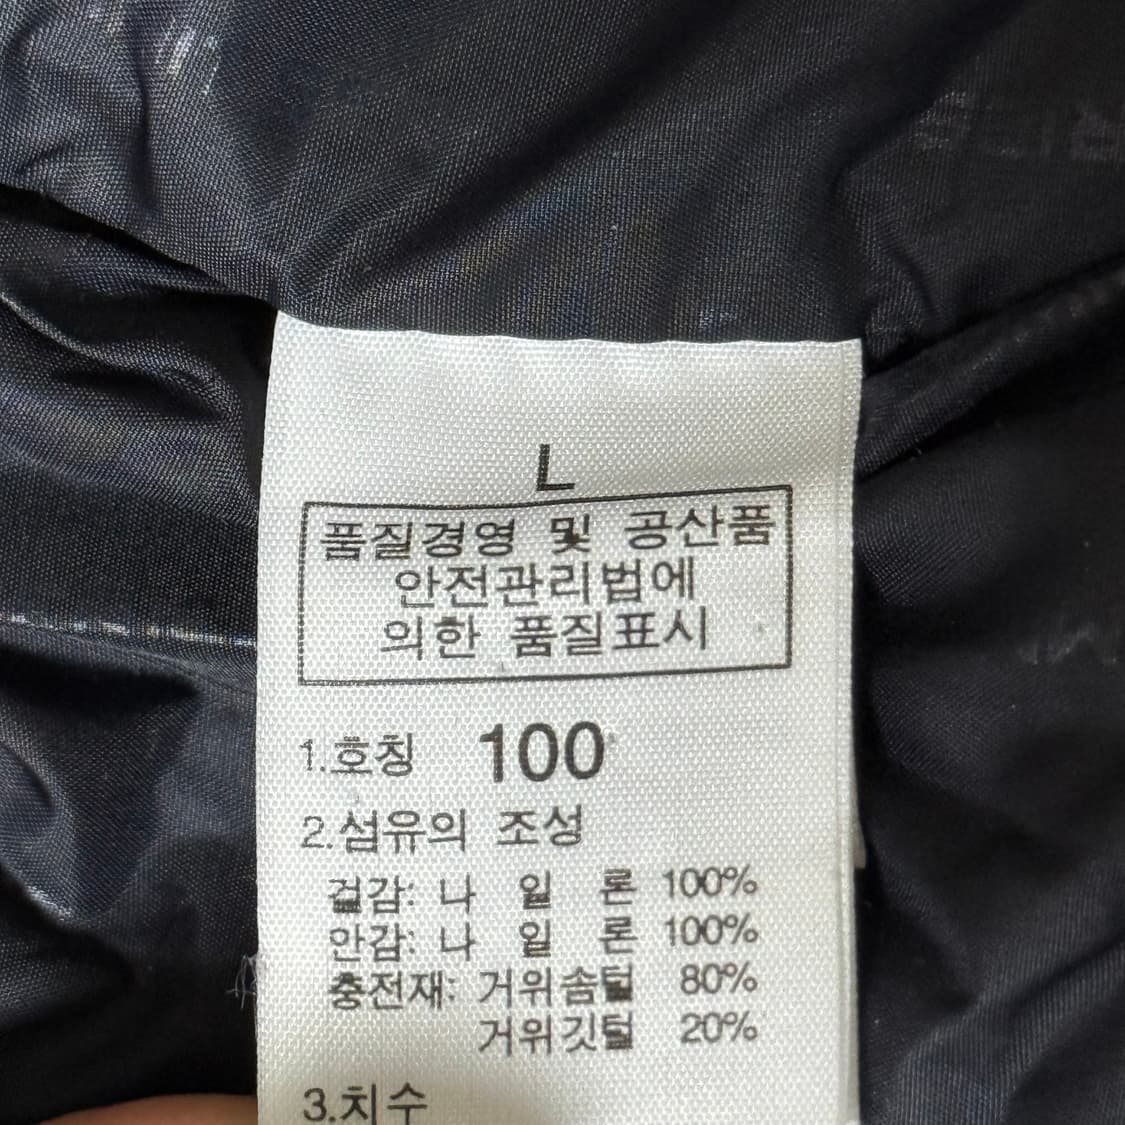 L
품질경영 및 공산품
안전관리법에
의한 품질표시
1.호칭 100
2.섬유의 조성
겉감: 나 일 론 100%
안감: 나 일 론 100%
충전재: 거위솜털 80%
거위깃털 20%
3.치수